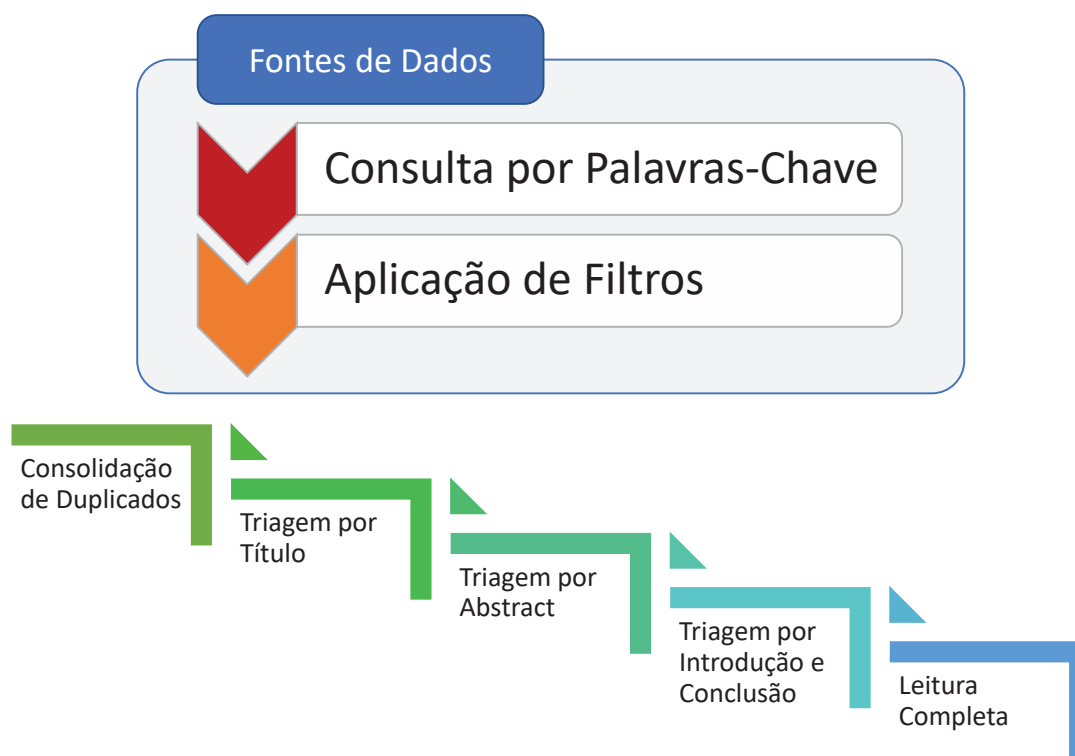 Fontes de Dados
Consulta por Palavras-Chave
Aplicação de Filtros
Consolidação
de Duplicados
Triagem por
Título
Triagem por
Abstract
Triagem por
Introdução e
Conclusão
Leitura
Completa